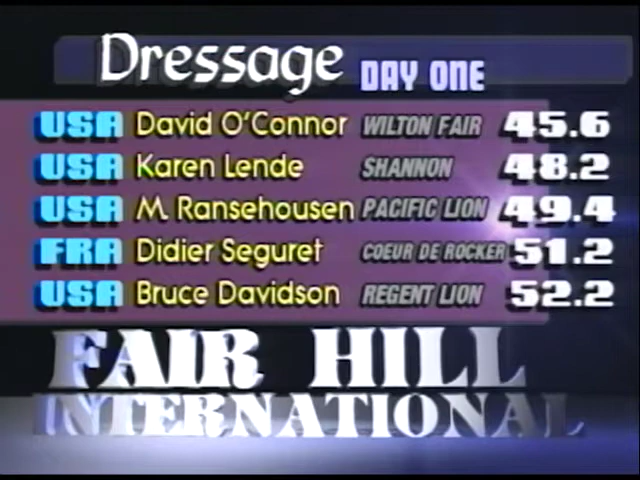 Dressage DAY ONE
USA David O'Connor WILTON FAIR 45.6
USA Karen Lende SHANNON 48.2
USA M. Ransehousen PACIFIC LION 49.4
FRA Didier Seguret COEUR DE ROCKER 51.2
USA Bruce Davidson REGENT LION 52.2
FAIR HILL
INTERNATIONAL